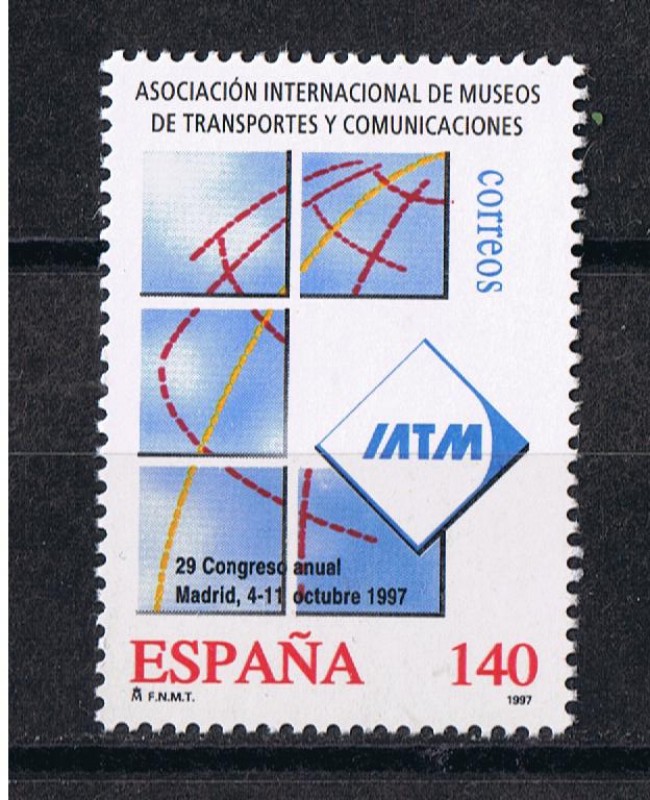 ASOCIACIÓN INTERNACIONAL DE MUSEOS
DE TRANSPORTES Y COMUNICACIONES
correos
IATM
29 Congreso anual
Madrid, 4-11 octubre 1997
ESPAÑA 140
F.N.M.T. 1997